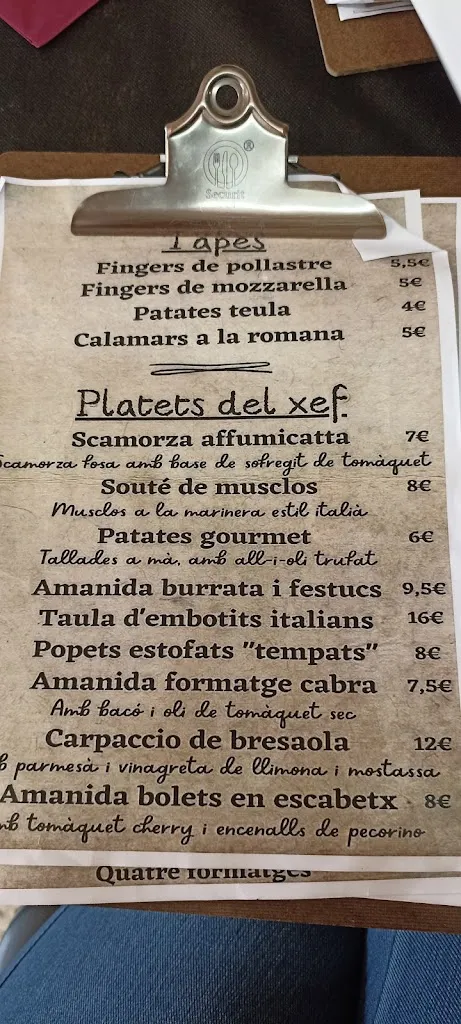 Securit ®
Tapes
Fingers de pollastre 5,5€
Fingers de mozzarella 5€
Patates teula 4€
Calamars a la romana 5€
Platets del xef
Scamorza affumicatta 7€
Scamorza fosa amb base de sofregit de tomàquet
Souté de musclos 8€
Musclos a la marinera estil italià
Patates gourmet 6€
Tallades a mà, amb all-i-oli trufat
Amanida burrata i festucs 9,5€
Taula d'embotits italians 16€
Popets estofats "tempats" 8€
Amanida formatge cabra 7,5€
Amb bacó i oli de tomàquet sec
Carpaccio de bresaola 12€
b parmesà i vinagreta de llimona i mostassa
Amanida bolets en escabetx 8€
mb tomàquet cherry i encenalls de pecorino
Quatre formatges